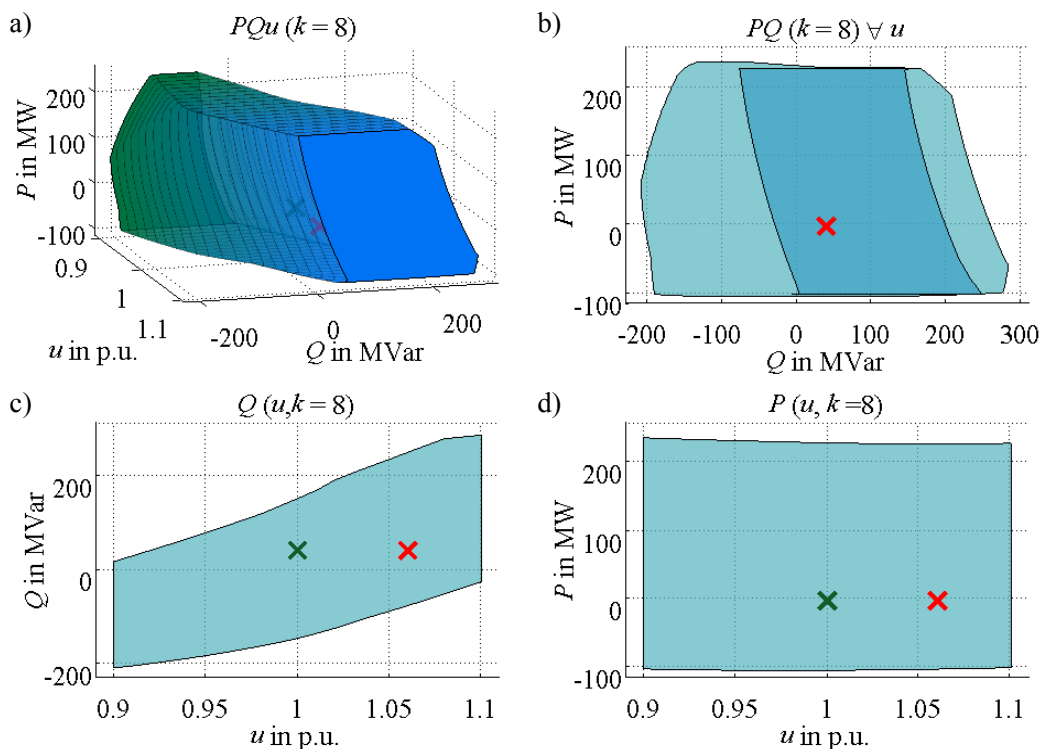 a)
PQu (k = 8)
P in MW
200
100
0
-100
0.9
1
1.1
u in p.u.
-200
0
200
Q in MVar
b)
PQ (k = 8) ∀ u
P in MW
200
100
0
-100
-200
-100
0
100
200
300
Q in MVar
c)
Q (u,k = 8)
Q in MVar
200
0
-200
0.9
0.95
1
1.05
1.1
u in p.u.
d)
P (u, k =8)
P in MW
200
100
0
-100
0.9
0.95
1
1.05
1.1
u in p.u.